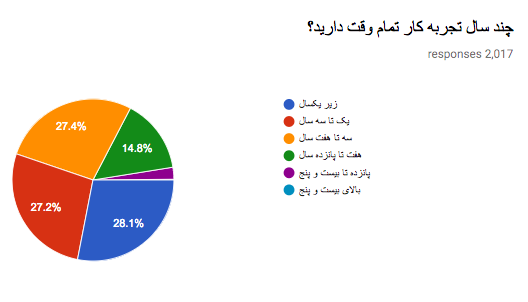 چند سال تجربه کار تمام وقت دارید؟
2,017 responses
زیر یکسال
یک تا سه سال
سه تا هفت سال
هفت تا پانزده سال
پانزده تا بیست و پنج
بالای بیست و پنج
27.4%
14.8%
27.2%
28.1%